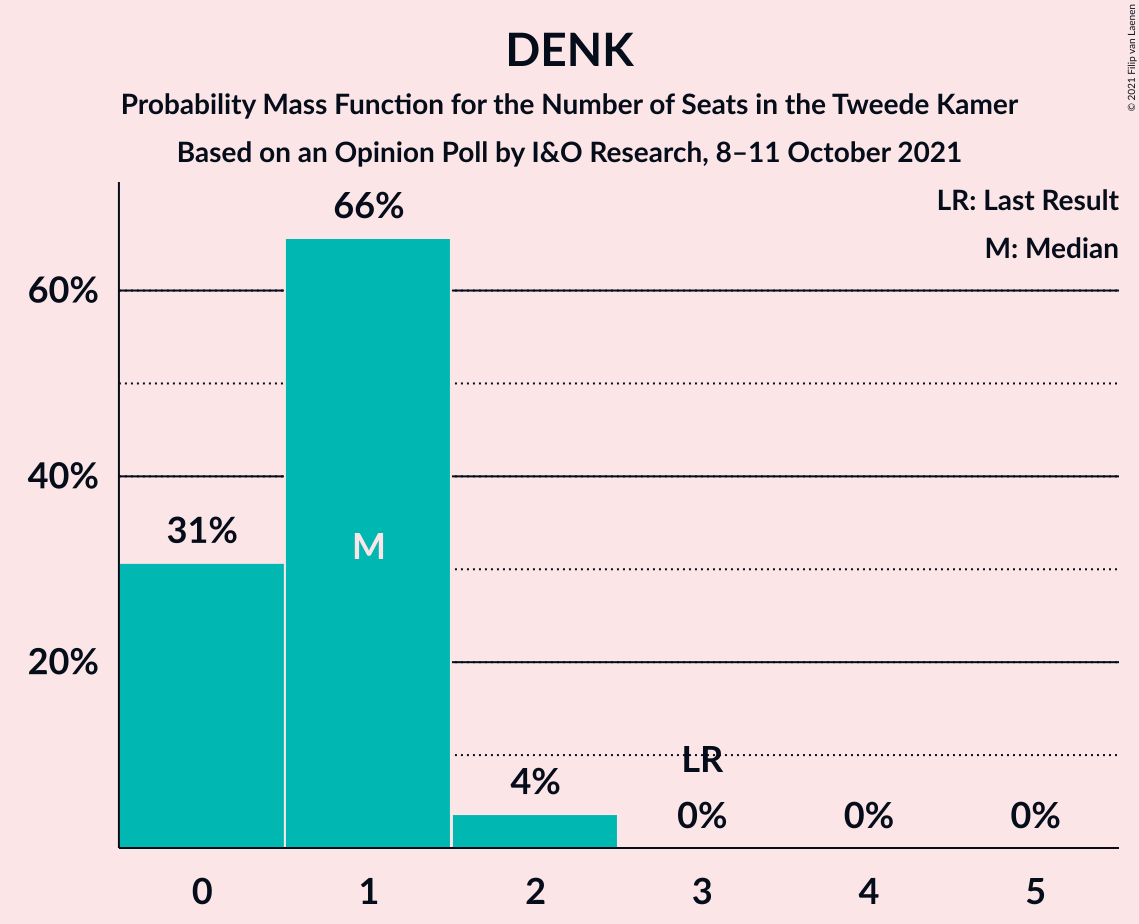 DENK
Probability Mass Function for the Number of Seats in the Tweede Kamer
Based on an Opinion Poll by I&O Research, 8–11 October 2021
© 2021 Filip van Laenen
LR: Last Result
M: Median
66%
60%
40%
31%
M
20%
LR
4%
0%
0%
0%
0
1
2
3
4
5